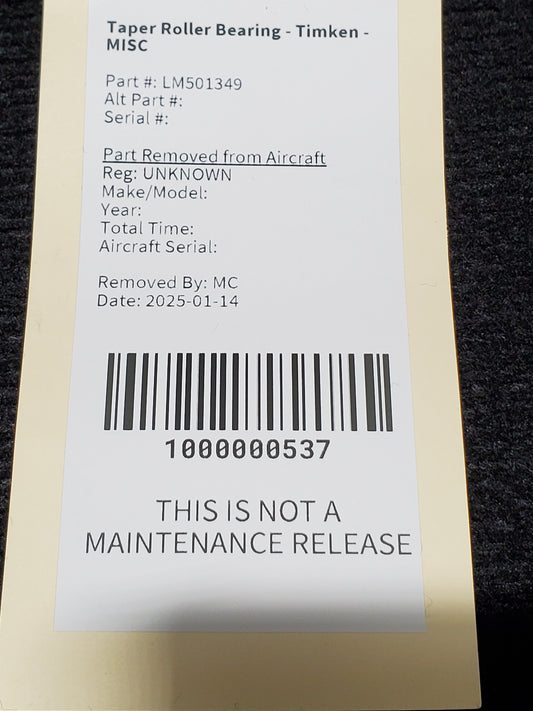 Taper Roller Bearing - Timken -
MISC
Part #: LM501349
Alt Part #:
Serial #:
Part Removed from Aircraft
Reg: UNKNOWN
Make/Model:
Year:
Total Time:
Aircraft Serial:
Removed By: MC
Date: 2025-01-14
1000000537
THIS IS NOT A
MAINTENANCE RELEASE